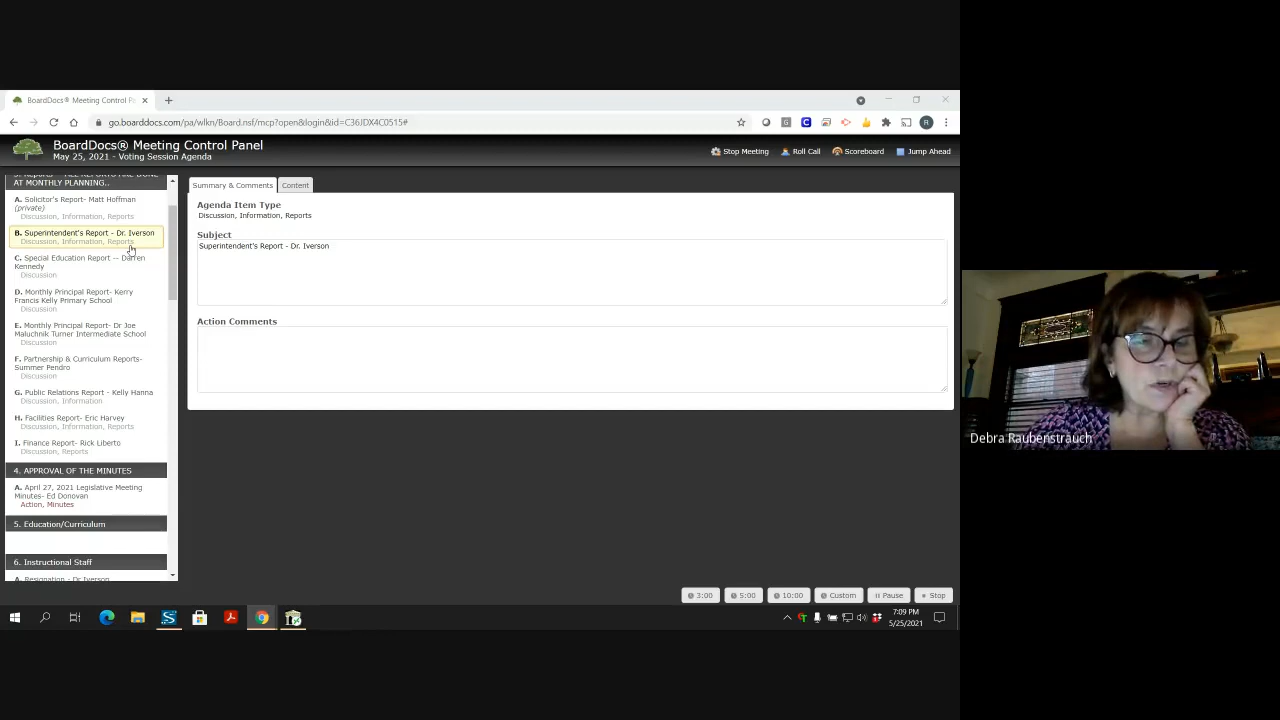 BoardDocs® Meeting Control P
go.boarddocs.com/pa/wlkn/Board.nsf/mcp?open&login&id=C36JDX4C0515#
BoardDocs® Meeting Control Panel
May 25, 2021 - Voting Session Agenda
Stop Meeting
Roll Call
Scoreboard
Jump Ahead
AT MONTHLY PLANNING..
A. Solicitor's Report- Matt Hoffman
(private)
Discussion, Information, Reports
B. Superintendent's Report - Dr. Iverson
Discussion, Information, Reports
C. Special Education Report -- Darren
Kennedy
Discussion
D. Monthly Principal Report- Kerry
Francis Kelly Primary School
Discussion
E. Monthly Principal Report- Dr Joe
Maluchnik Turner Intermediate School
Discussion
F. Partnership & Curriculum Reports-
Summer Pendro
Discussion
G. Public Relations Report - Kelly Hanna
Discussion, Information
H. Facilities Report- Eric Harvey
Discussion, Information, Reports
I. Finance Report- Rick Liberto
Discussion, Reports
4. APPROVAL OF THE MINUTES
A. April 27, 2021 Legislative Meeting
Minutes- Ed Donovan
Action, Minutes
5. Education/Curriculum
6. Instructional Staff
A. Resignation - Dr Iverson
Summary & Comments
Content
Agenda Item Type
Discussion, Information, Reports
Subject
Superintendent's Report - Dr. Iverson
Action Comments
3:00
5:00
10:00
Custom
Pause
Stop
7:09 PM
5/25/2021
Debra Raubenstrauch